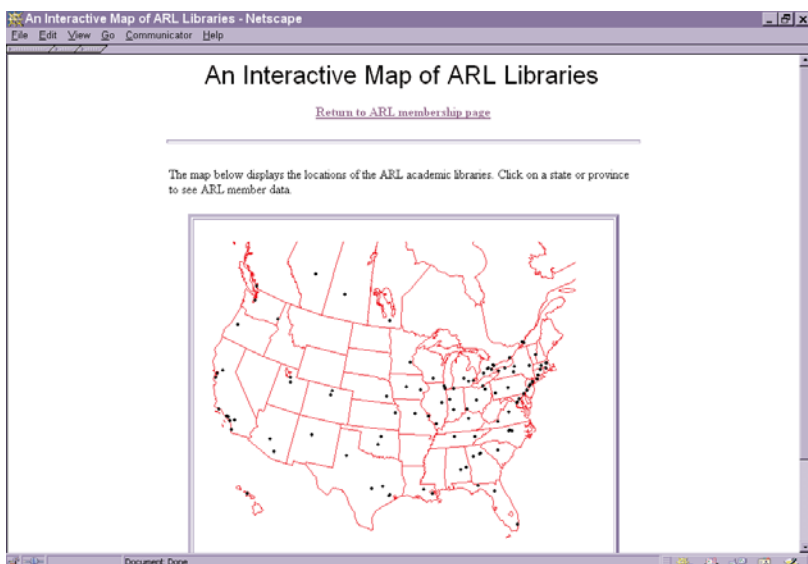 An Interactive Map of ARL Libraries - Netscape
File Edit View Go Communicator Help
An Interactive Map of ARL Libraries
Return to ARL membership page
The map below displays the locations of the ARL academic libraries. Click on a state or province
to see ARL member data.
Document: Done